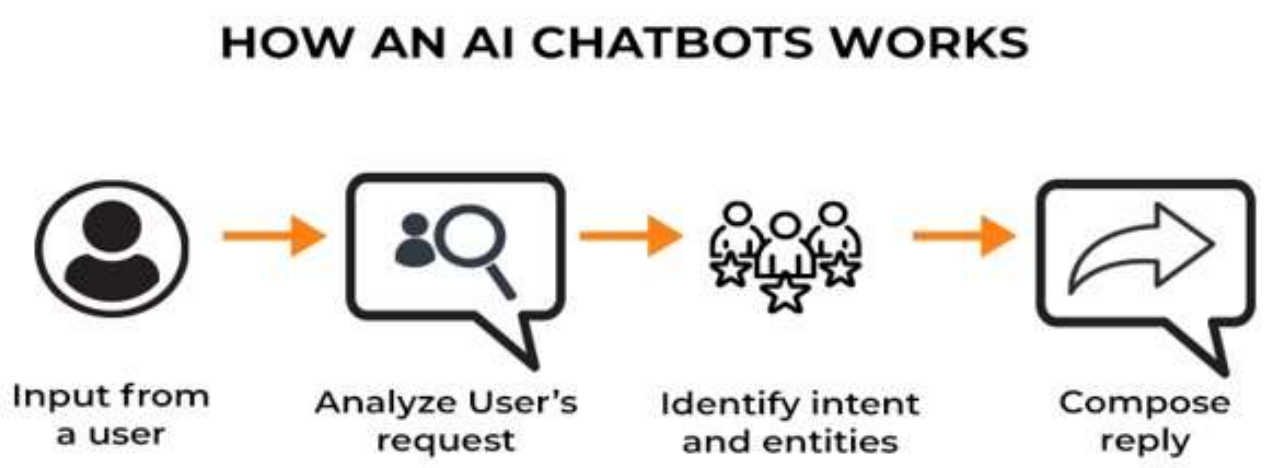 HOW AN AI CHATBOTS WORKS
Input from
a user
Analyze User's
request
Identify intent
and entities
Compose
reply